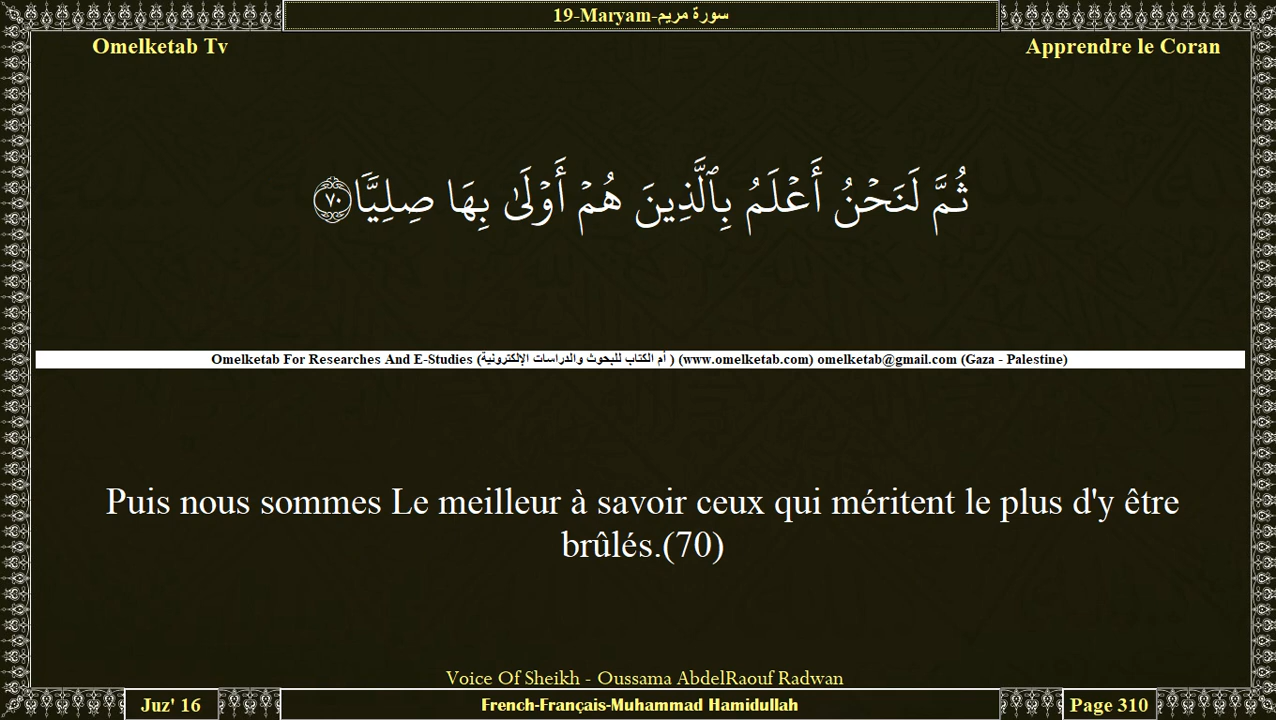 19-Maryam-سورة مريم
Omelketab Tv
Apprendre le Coran
ثُمَّ لَنَحۡنُ أَعۡلَمُ بِٱلَّذِينَ هُمۡ أَوۡلَىٰ بِهَا صِلِيّٗا ٧٠
Omelketab For Researches And E-Studies (أم الكتاب للبحوث والدراسات الإلكترونية ) (www.omelketab.com) omelketab@gmail.com (Gaza - Palestine)
Puis nous sommes Le meilleur à savoir ceux qui méritent le plus d'y être
brûlés.(70)
Voice Of Sheikh - Oussama AbdelRaouf Radwan
Juz' 16
French-Français-Muhammad Hamidullah
Page 310